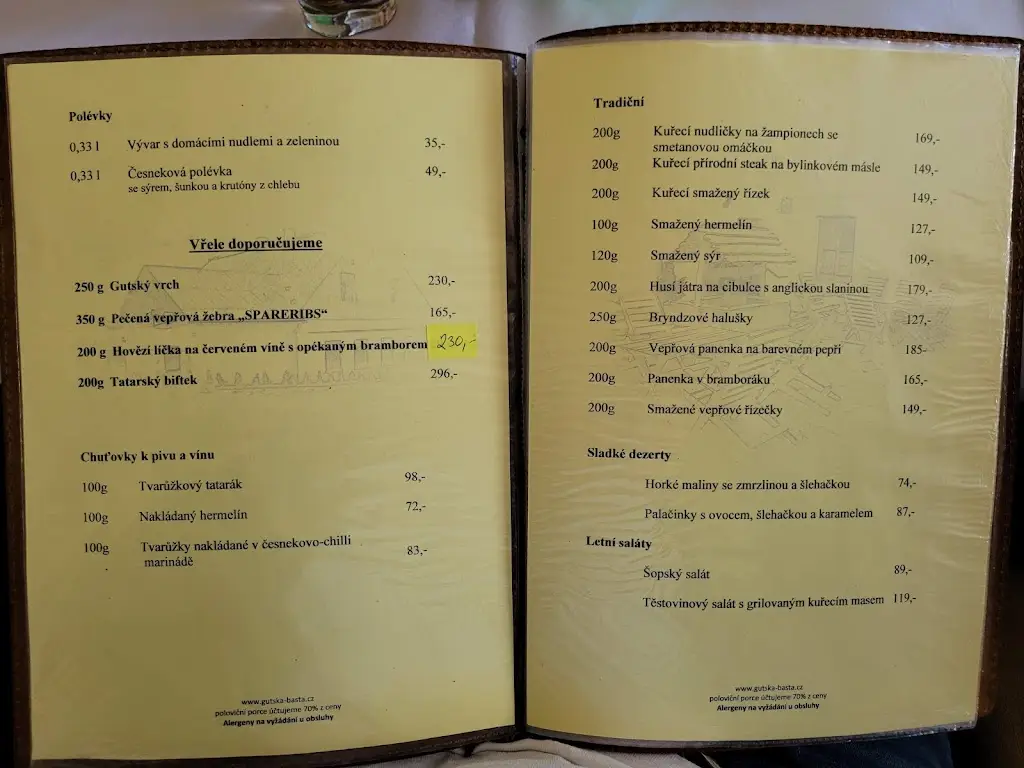 Polévky
0,33 l Vývar s domácími nudlemi a zeleninou 35,-
0,33 l Česneková polévka 49,-
se sýrem, šunkou a krutóny z chlebu
Vřele doporučujeme
250 g Gutský vrch 230,-
350 g Pečená vepřová žebra „SPARERIBS“ 165,-
200 g Hovězí líčka na červeném víně s opékaným bramborem 230,-
200g Tatarský biftek 296,-
Chuťovky k pivu a vínu
100g Tvarůžkový tatarák 98,-
100g Nakládaný hermelín 72,-
100g Tvarůžky nakládané v česnekovo-chilli 83,-
marinádě
www.gutska-basta.cz
poloviční porce účtujeme 70% z ceny
Alergeny na vyžádání u obsluhy
Tradiční
200g Kuřecí nudličky na žampionech se 169,-
smetanovou omáčkou
200g Kuřecí přírodní steak na bylinkovém másle 149,-
200g Kuřecí smažený řízek 149,-
100g Smažený hermelín 127,-
120g Smažený sýr 109,-
200g Husí játra na cibulce s anglickou slaninou 179,-
250g Bryndzové halušky 127,-
200g Vepřová panenka na barevném pepři 185-
200g Panenka v bramboráku 165,-
200g Smažené vepřové řízečky 149,-
Sladké dezerty
Horké maliny se zmrzlinou a šlehačkou 74,-
Palačinky s ovocem, šlehačkou a karamelem 87,-
Letní saláty
Šopský salát 89,-
Těstovinový salát s grilovaným kuřecím masem 119,-
www.gutska-basta.cz
poloviční porce účtujeme 70% z ceny
Alergeny na vyžádání u obsluhy